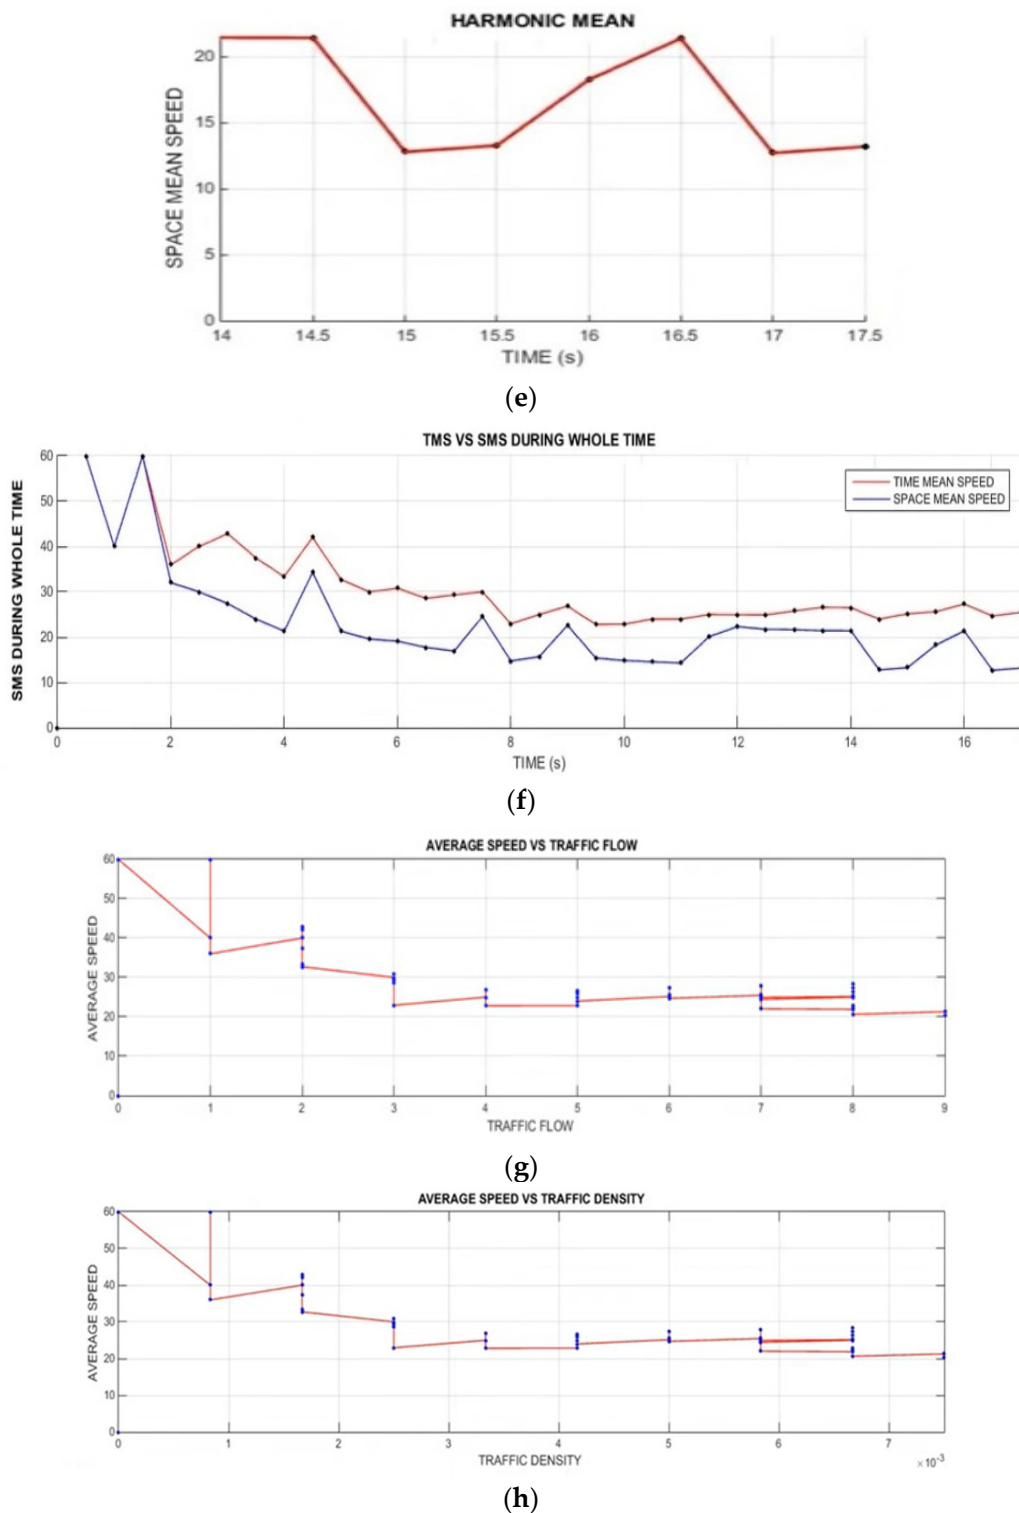 HARMONIC MEAN
20
15
10
5
0
SPACE MEAN SPEED
14 14.5 15 15.5 16 16.5 17 17.5
TIME (s)
(e)
TMS VS SMS DURING WHOLE TIME
60
50
40
30
20
10
0
SMS DURING WHOLE TIME
TIME MEAN SPEED
SPACE MEAN SPEED
0 2 4 6 8 10 12 14 16
TIME (s)
(f)
AVERAGE SPEED VS TRAFFIC FLOW
60
50
40
30
20
10
0
AVERAGE SPEED
0 1 2 3 4 5 6 7 8 9
TRAFFIC FLOW
(g)
AVERAGE SPEED VS TRAFFIC DENSITY
60
50
40
30
20
10
0
AVERAGE SPEED
0 1 2 3 4 5 6 7
TRAFFIC DENSITY
×10⁻³
(h)